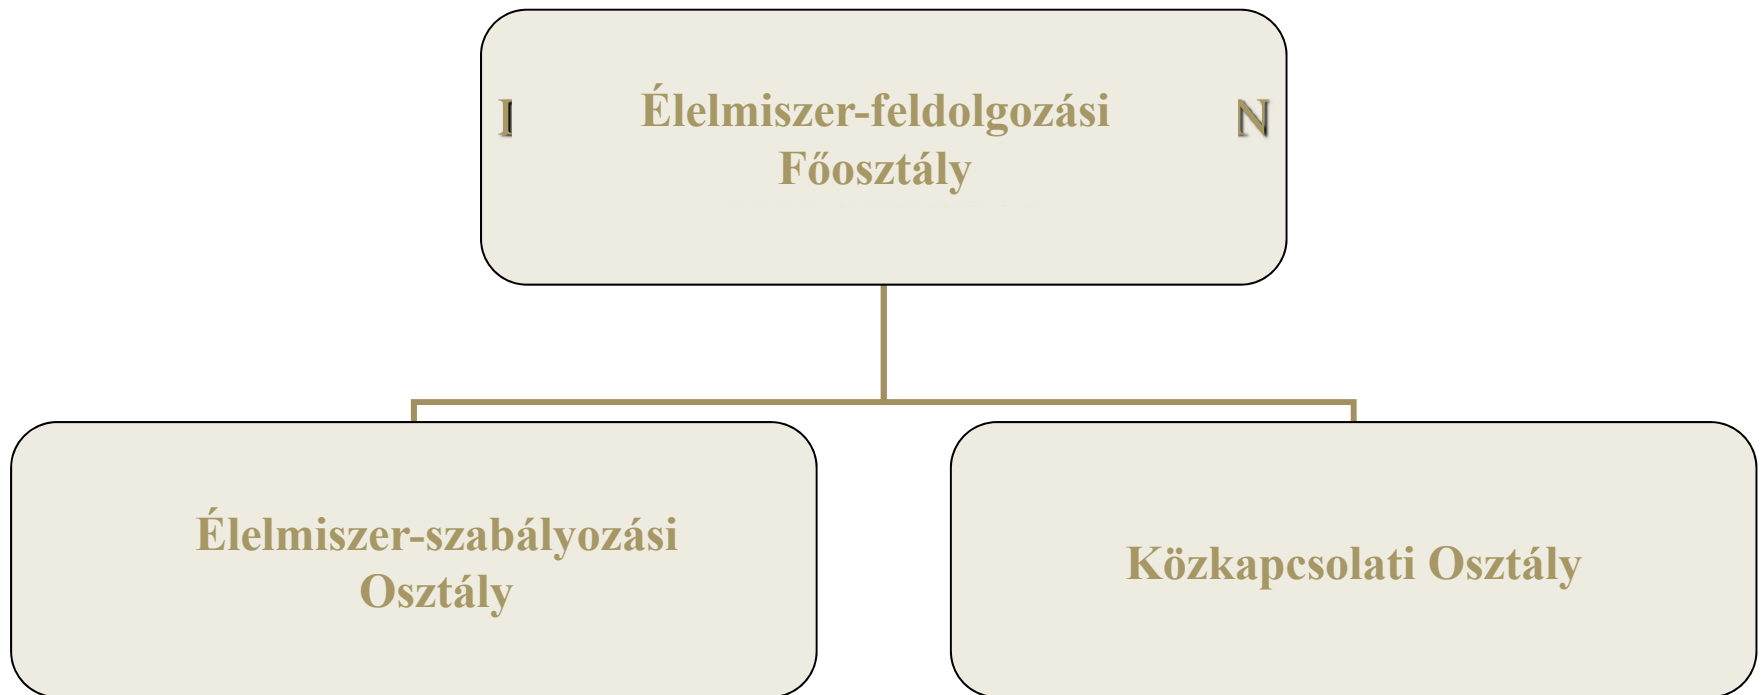 Élelmiszer-feldolgozási
Főosztály
Élelmiszer-szabályozási
Osztály
Közkapcsolati Osztály